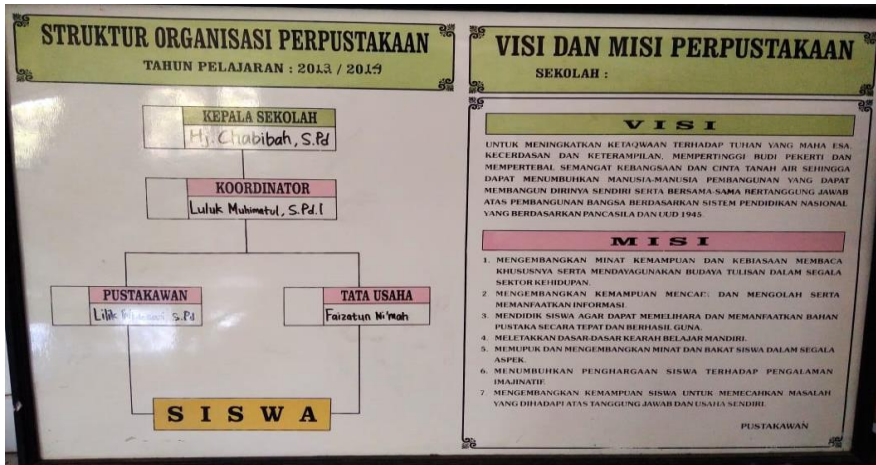 STRUKTUR ORGANISASI PERPUSTAKAAN
TAHUN PELAJARAN : 2013 / 2019
KEPALA SEKOLAH
Hj. Chabibah, S.Pd
KOORDINATOR
Luluk Muhimatul, S.Pd.I
PUSTAKAWAN
Lilik S.Pd
TATA USAHA
Faizatun Ni'mah
SISWA
VISI DAN MISI PERPUSTAKAAN
SEKOLAH :
VISI
UNTUK MENINGKATKAN KETAQWAAN TERHADAP TUHAN YANG MAHA ESA,
KECERDASAN DAN KETERAMPILAN, MEMPERTINGGI BUDI PEKERTI DAN
MEMPERTEBAL SEMANGAT KEBANGSAAN DAN CINTA TANAH AIR SEHINGGA
DAPAT MENUMBUHKAN MANUSIA-MANUSIA PEMBANGUNAN YANG DAPAT
MEMBANGUN DIRINYA SENDIRI SERTA BERSAMA-SAMA BERTANGGUNG JAWAB
ATAS PEMBANGUNAN BANGSA BERDASARKAN SISTEM PENDIDIKAN NASIONAL
YANG BERDASARKAN PANCASILA DAN UUD 1945
MISI
1. MENGEMBANGKAN MINAT KEMAMPUAN DAN KEBIASAAN MEMBACA
KHUSUSNYA SERTA MENDAYAGUNAKAN BUDAYA TULISAN DALAM SEGALA
SEKTOR KEHIDUPAN.
2 MENGEMBANGKAN KEMAMPUAN MENCARI DAN MENGOLAH SERTA
MEMANFAATKAN INFORMASI.
3. MENDIDIK SISWA AGAR DAPAT MEMELIHARA DAN MEMANFAATKAN BAHAN
PUSTAKA SECARA TEPAT DAN BERHASIL GUNA.
4. MELETAKKAN DASAR-DASAR KEARAH BELAJAR MANDIRI.
5. MEMUPUK DAN MENGEMBANGKAN MINAT DAN BAKAT SISWA DALAM SEGALA
ASPEK.
6. MENUMBUHKAN PENGHARGAAN SISWA TERHADAP PENGALAMAN
IMAJINATIF.
7 MENGEMBANGKAN KEMAMPUAN SISWA UNTUK MEMECAHKAN MASALAH
YANG DIHADAPI ATAS TANGGUNG JAWAB DAN USAHA SENDIRI.
PUSTAKAWAN